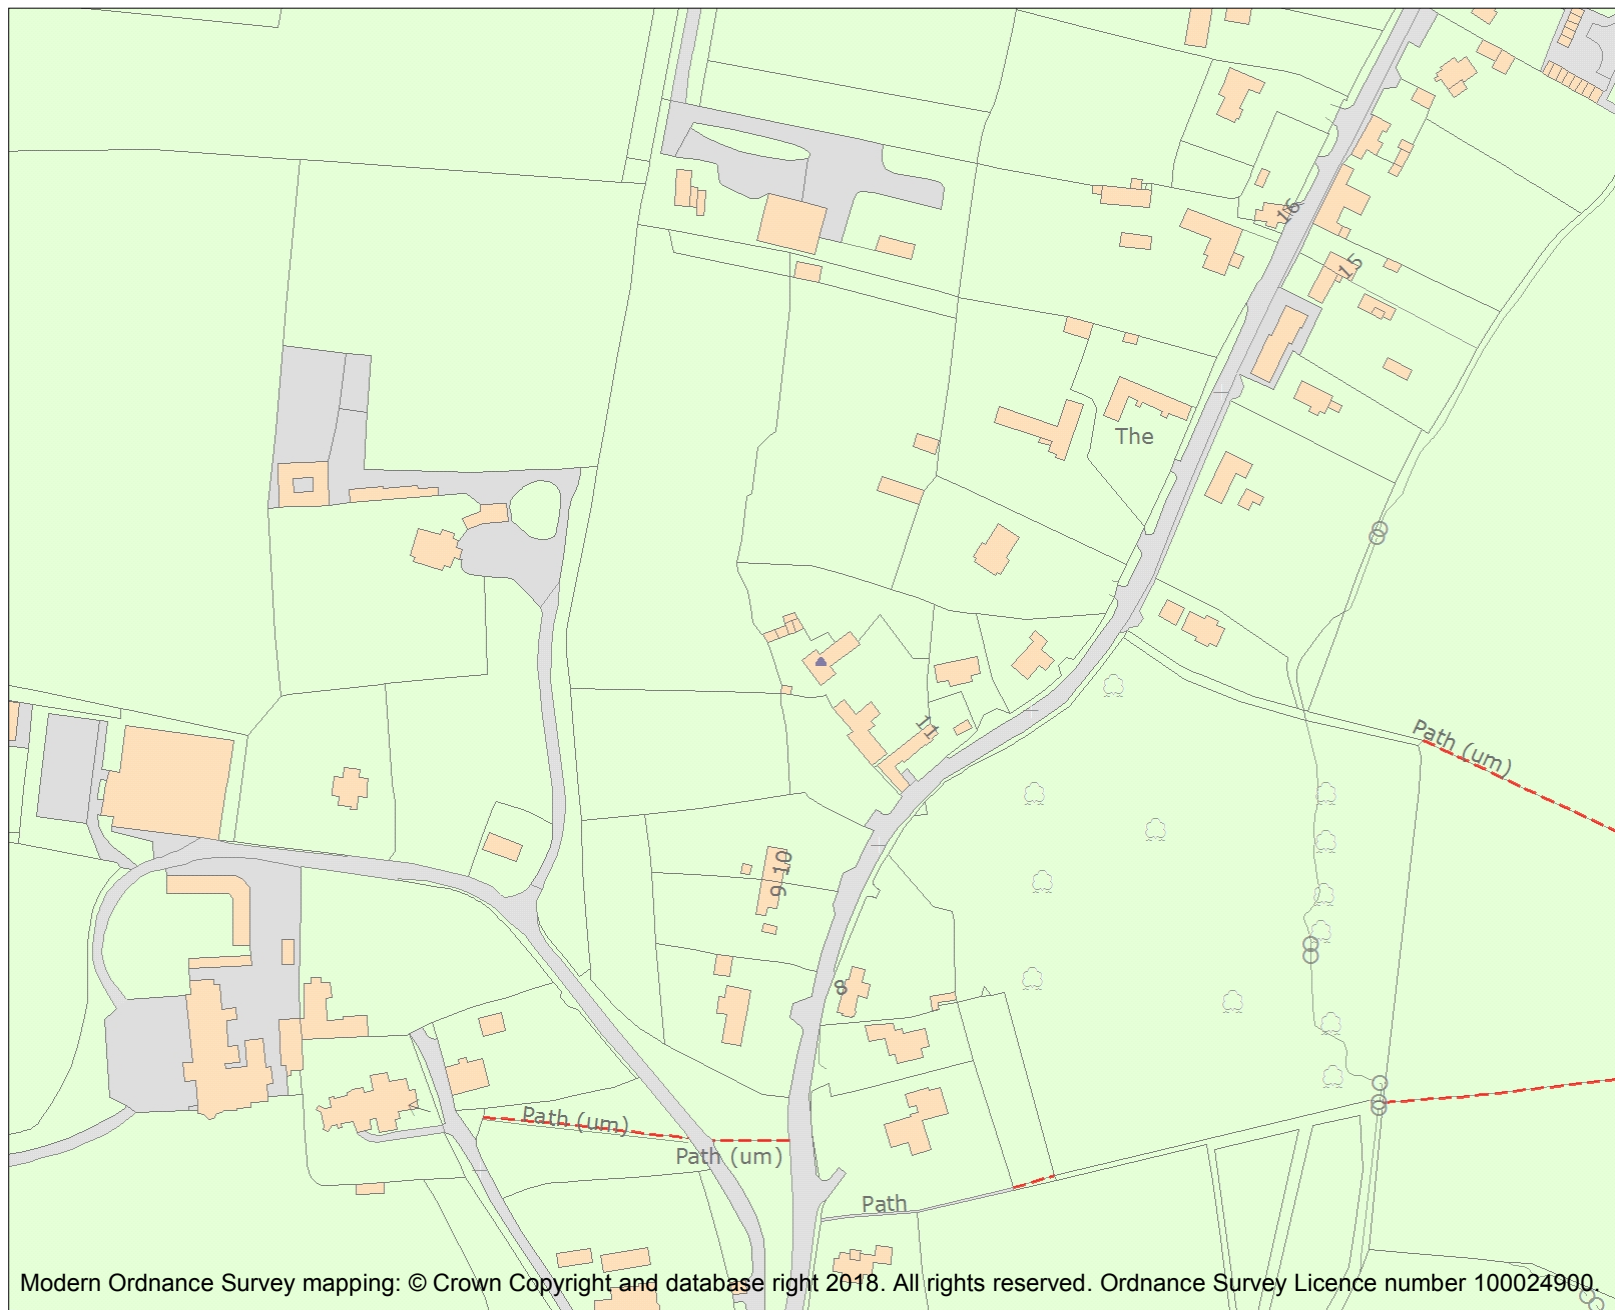 16
15
The
11
Path (um)
9 10
8
Path (um)
Path (um)
Path
Modern Ordnance Survey mapping: © Crown Copyright and database right 2018. All rights reserved. Ordnance Survey Licence number 100024900.